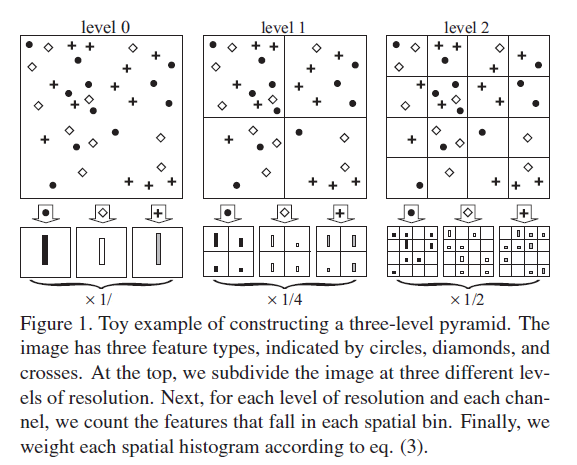 level 0 level 1 level 2
× 1/ × 1/4 × 1/2
Figure 1. Toy example of constructing a three-level pyramid. The
image has three feature types, indicated by circles, diamonds, and
crosses. At the top, we subdivide the image at three different lev-
els of resolution. Next, for each level of resolution and each chan-
nel, we count the features that fall in each spatial bin. Finally, we
weight each spatial histogram according to eq. (3).